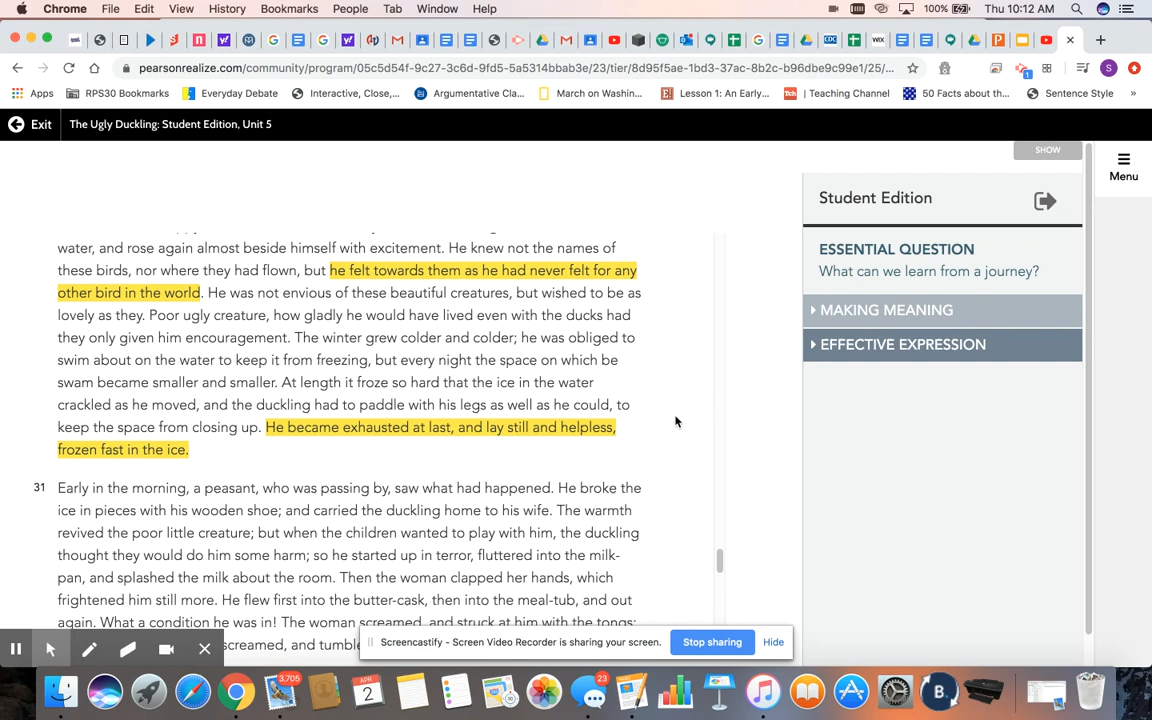 Chrome File Edit View History Bookmarks People Tab Window Help 100% Thu 10:12 AM
pearsonrealize.com/community/program/05c5d54f-9c27-3c6d-9fd5-5a5314bbab3e/23/tier/8d95f5ae-1bd3-37ac-8b2c-b96dbe9c99e1/25/...
Apps RPS30 Bookmarks Everyday Debate Interactive, Close,... Argumentative Cla... March on Washin... Lesson 1: An Early... | Teaching Channel 50 Facts about th... Sentence Style »
Exit The Ugly Duckling: Student Edition, Unit 5
SHOW
Menu
Student Edition
ESSENTIAL QUESTION
What can we learn from a journey?
MAKING MEANING
EFFECTIVE EXPRESSION
water, and rose again almost beside himself with excitement. He knew not the names of
these birds, nor where they had flown, but he felt towards them as he had never felt for any
other bird in the world. He was not envious of these beautiful creatures, but wished to be as
lovely as they. Poor ugly creature, how gladly he would have lived even with the ducks had
they only given him encouragement. The winter grew colder and colder; he was obliged to
swim about on the water to keep it from freezing, but every night the space on which he
swam became smaller and smaller. At length it froze so hard that the ice in the water
crackled as he moved, and the duckling had to paddle with his legs as well as he could, to
keep the space from closing up. He became exhausted at last, and lay still and helpless,
frozen fast in the ice.
31 Early in the morning, a peasant, who was passing by, saw what had happened. He broke the
ice in pieces with his wooden shoe; and carried the duckling home to his wife. The warmth
revived the poor little creature; but when the children wanted to play with him, the duckling
thought they would do him some harm; so he started up in terror, fluttered into the milk-
pan, and splashed the milk about the room. Then the woman clapped her hands, which
frightened him still more. He flew first into the butter-cask, then into the meal-tub, and out
again. What a condition he was in! The woman screamed, and struck at him with the tongs;
screamed, and tumble
Screencastify - Screen Video Recorder is sharing your screen. Stop sharing Hide
3,705
APR
2
23